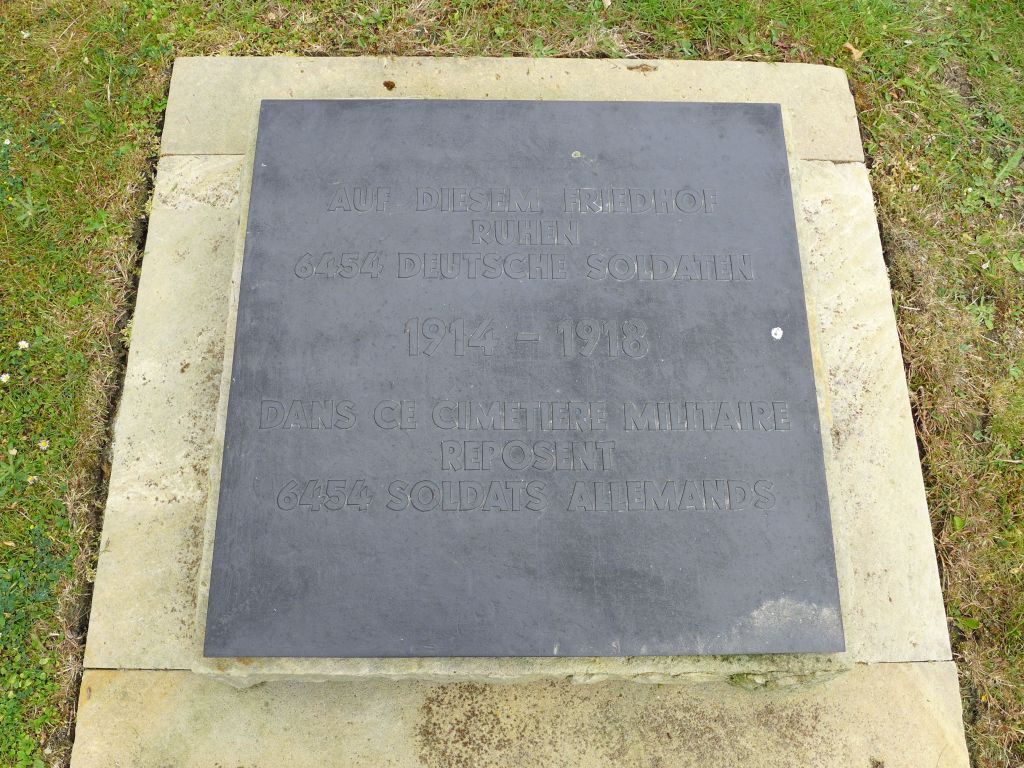 AUF DIESEM FRIEDHOF
RUHEN
6454 DEUTSCHE SOLDATEN
1914 – 1918
DANS CE CIMETIERE MILITAIRE
REPOSENT
6454 SOLDATS ALLEMANDS